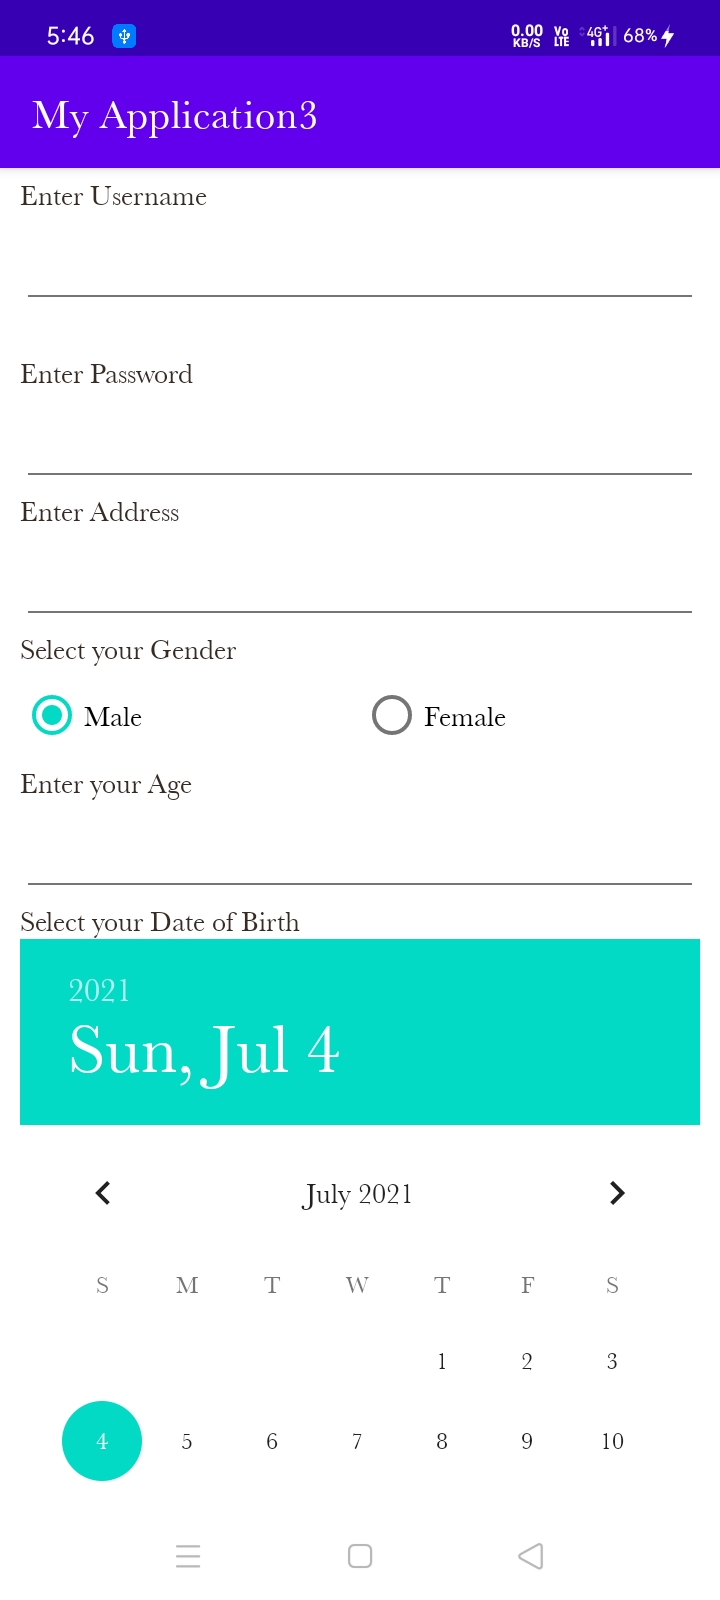 5:46 0.00 KB/S Vo LTE 4G+ 68%
My Application3
Enter Username
Enter Password
Enter Address
Select your Gender
Male Female
Enter your Age
Select your Date of Birth
2021
Sun, Jul 4
July 2021
S M T W T F S
1 2 3
4 5 6 7 8 9 10